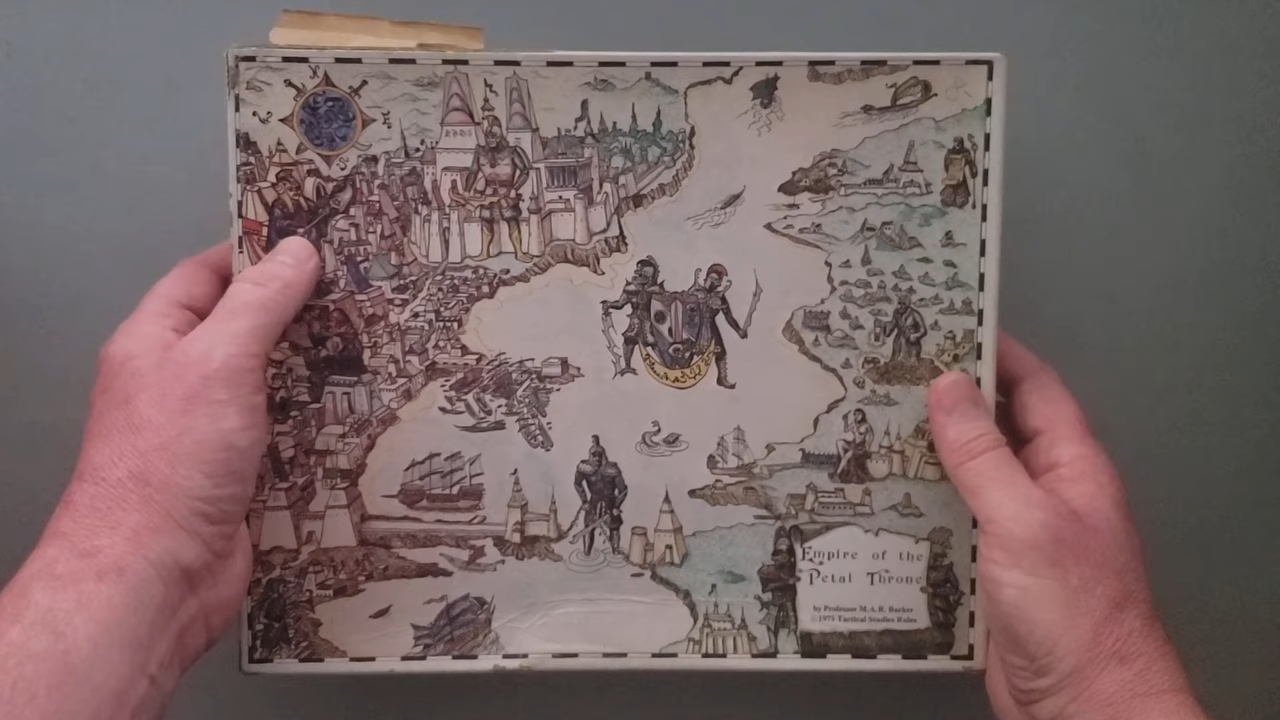 Empire of the
Petal Throne
by Professor M.A.R. Barker
©1975 Tactical Studies Rules